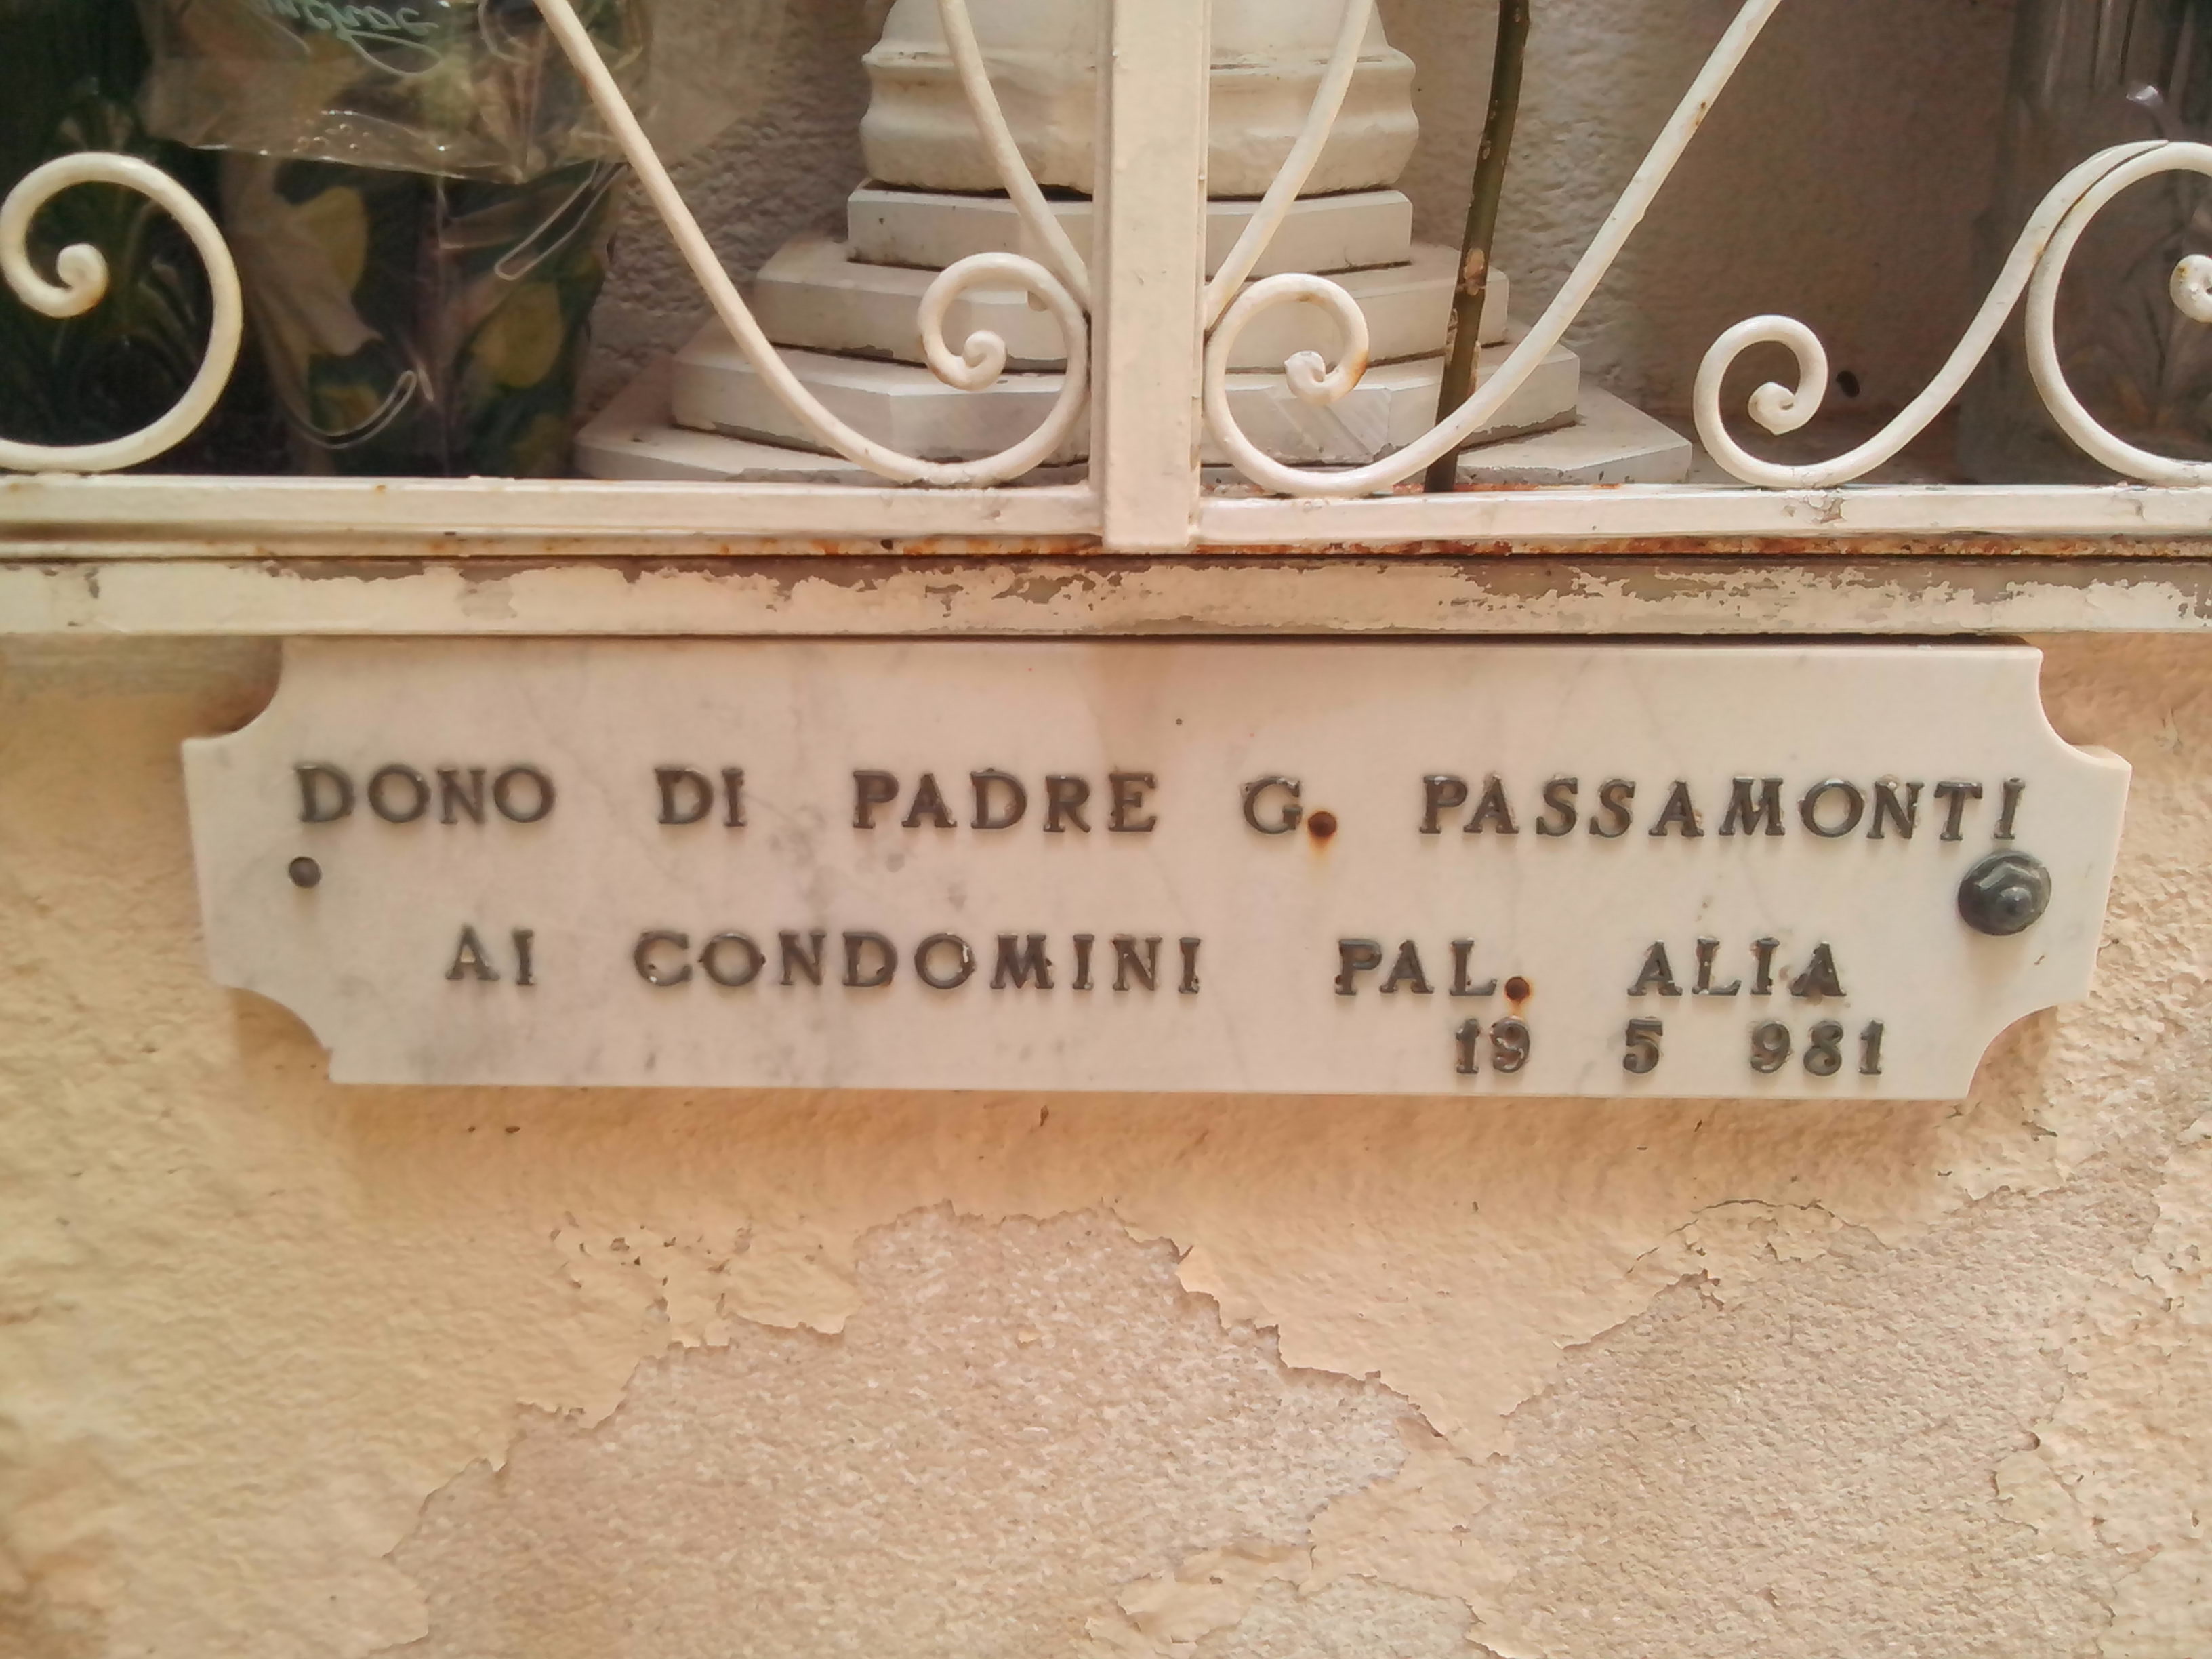 DONO DI PADRE G. PASSAMONTI
AI CONDOMINI PAL. ALIA
19 5 981